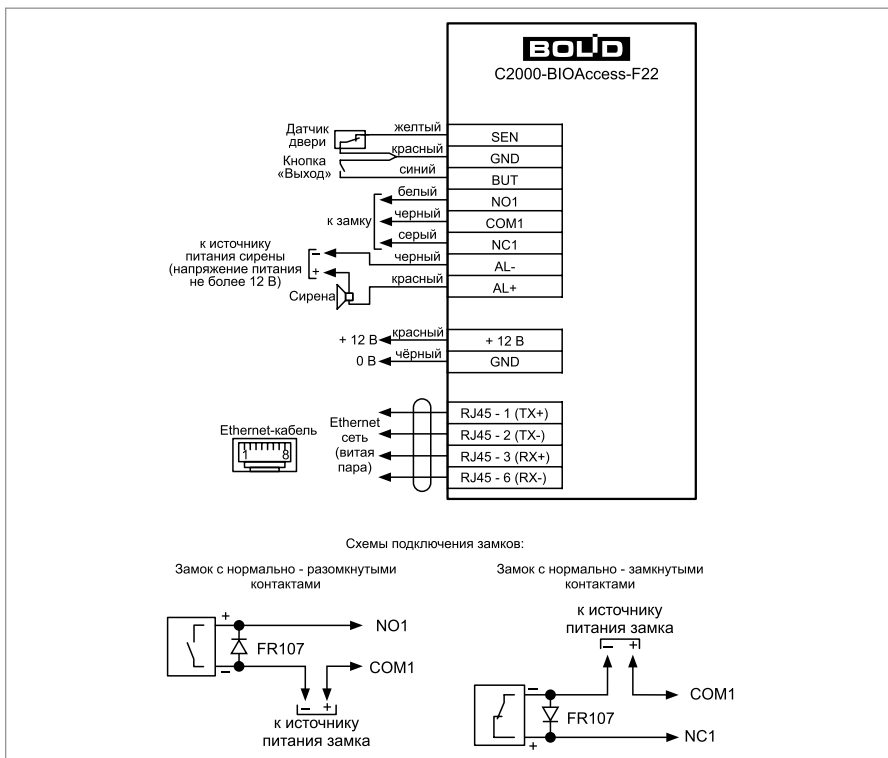 BOLID
C2000-BIOAccess-F22
Датчик
двери
желтый
SEN
красный
GND
Кнопка
«Выход»
синий
BUT
белый
NO1
к замку
черный
COM1
серый
NC1
к источнику
питания сирены
(напряжение питания
не более 12 В)
–
+
черный
AL-
красный
AL+
Сирена
+ 12 В
красный
+ 12 В
0 В
чёрный
GND
Ethernet-кабель
1 8
Ethernet
сеть
(витая
пара)
RJ45 - 1 (TX+)
RJ45 - 2 (TX-)
RJ45 - 3 (RX+)
RJ45 - 6 (RX-)
Схемы подключения замков:
Замок с нормально - разомкнутыми
контактами
+
NO1
FR107
–
COM1
– +
к источнику
питания замка
Замок с нормально - замкнутыми
контактами
к источнику
питания замка
– +
–
COM1
FR107
+
NC1